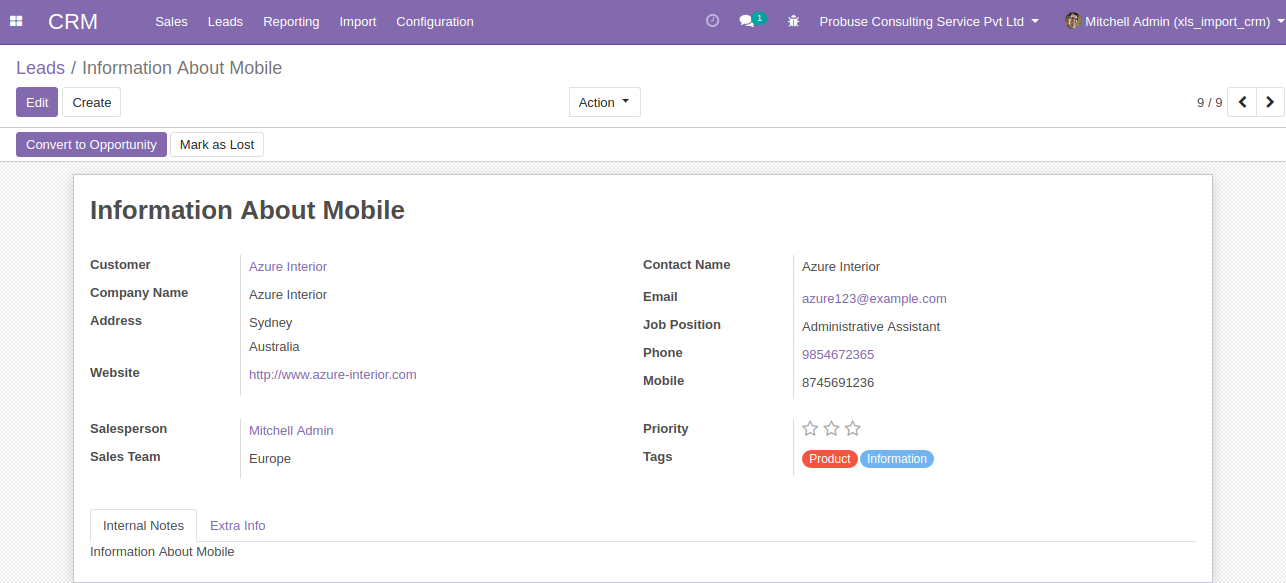 CRM Sales Leads Reporting Import Configuration 1 Probuse Consulting Service Pvt Ltd Mitchell Admin (xls_import_crm)
Leads / Information About Mobile
Edit Create Action 9 / 9
Convert to Opportunity Mark as Lost
Information About Mobile
Customer Azure Interior
Company Name Azure Interior
Address Sydney
Australia
Website http://www.azure-interior.com
Contact Name Azure Interior
Email azure123@example.com
Job Position Administrative Assistant
Phone 9854672365
Mobile 8745691236
Salesperson Mitchell Admin
Sales Team Europe
Priority
Tags Product Information
Internal Notes Extra Info
Information About Mobile